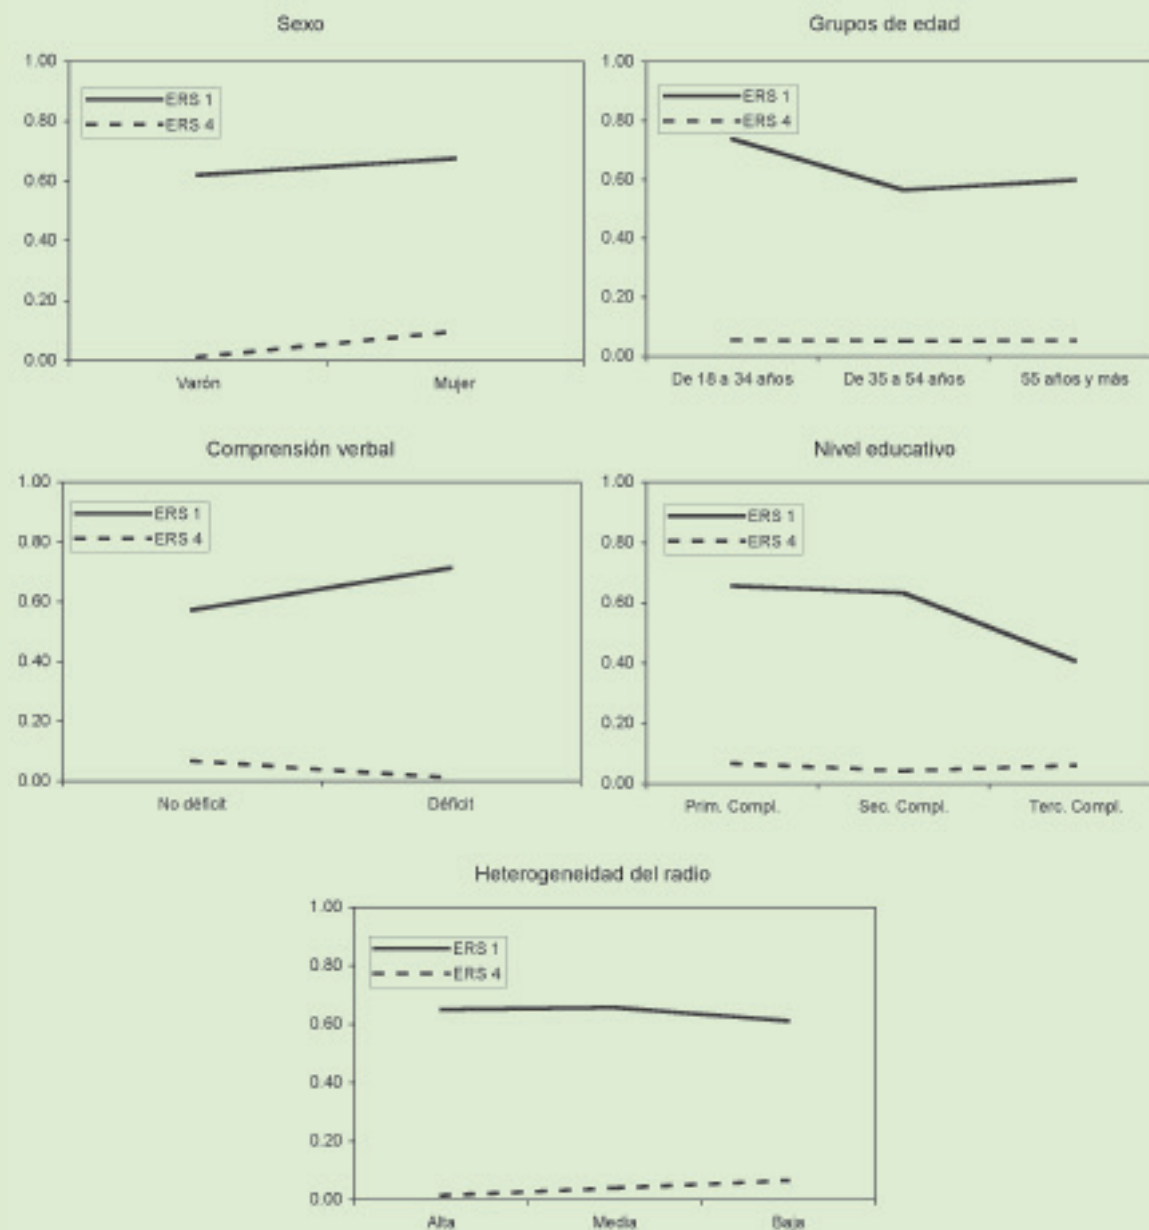 Sexo
1.00
0.80
0.60
0.40
0.20
0.00
ERS 1
ERS 4
Varón
Mujer
Grupos de edad
1.00
0.80
0.60
0.40
0.20
0.00
ERS 1
ERS 4
De 18 a 34 años
De 35 a 54 años
55 años y más
Comprensión verbal
1.00
0.80
0.60
0.40
0.20
0.00
ERS 1
ERS 4
No déficit
Déficit
Nivel educativo
1.00
0.80
0.60
0.40
0.20
0.00
ERS 1
ERS 4
Prim. Compl.
Sec. Compl.
Terc. Compl.
Heterogeneidad del radio
1.00
0.80
0.60
0.40
0.20
0.00
ERS 1
ERS 4
Alta
Media
Baja